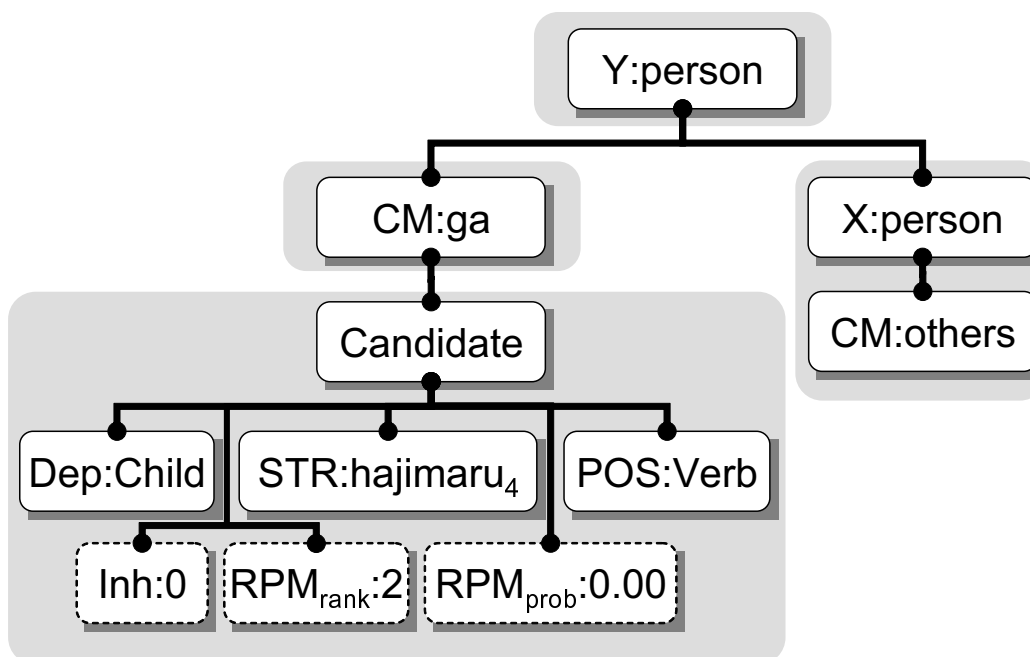 Y:person
CM:ga
X:person
Candidate
CM:others
Dep:Child
STR:hajimaru₄
POS:Verb
Inh:0
RPMrank:2
RPMprob:0.00